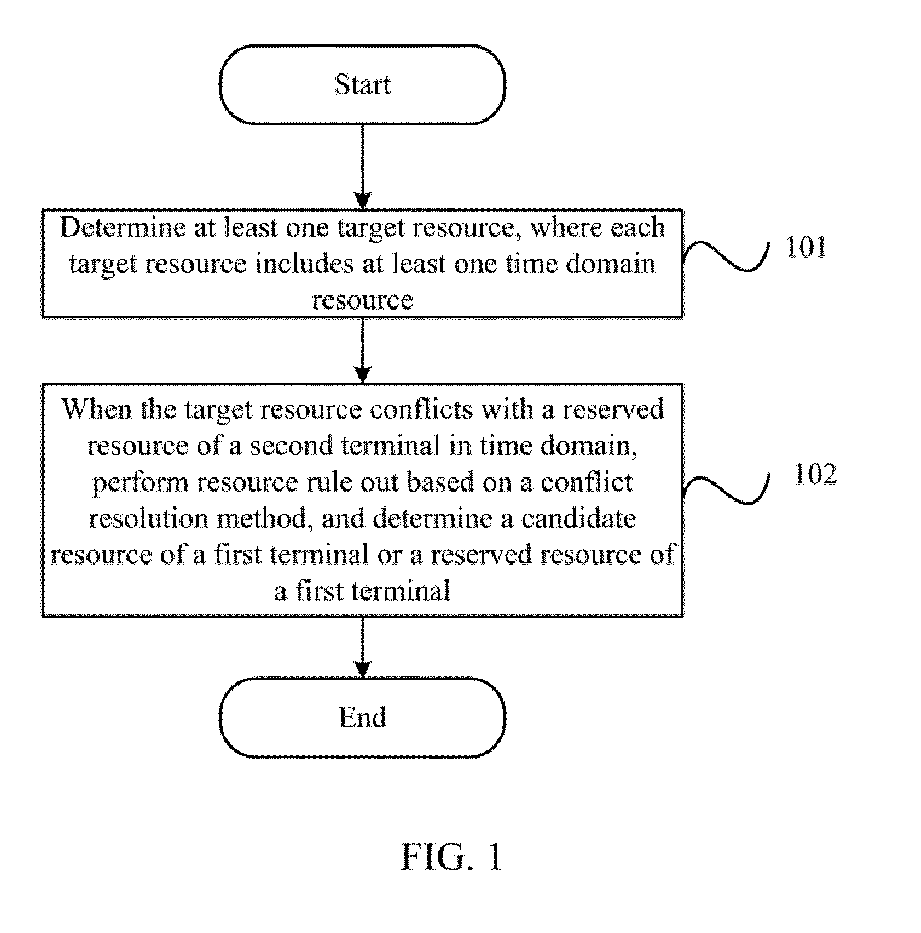 Start
Determine at least one target resource, where each
target resource includes at least one time domain
resource
101
When the target resource conflicts with a reserved
resource of a second terminal in time domain,
perform resource rule out based on a conflict
resolution method, and determine a candidate
resource of a first terminal or a reserved resource of
a first terminal
102
End
FIG. 1